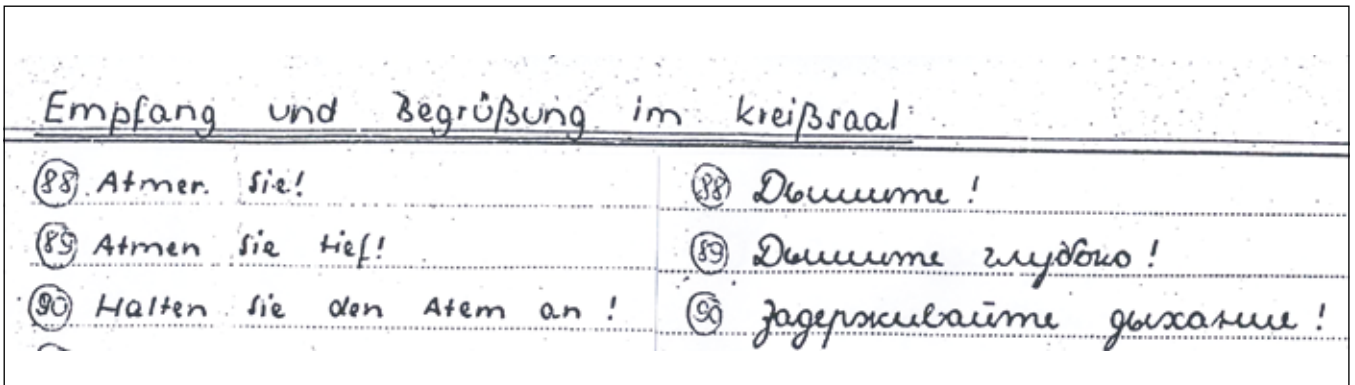 Empfang und Begrüßung im Kreißsaal:
88 Atmen Sie! 88 Дышите!
89 Atmen Sie tief! 89 Дышите глубоко!
90 Halten Sie den Atem an! 90 Задерживайте дыхание!